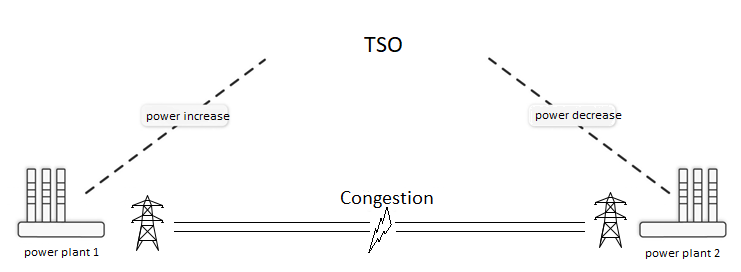 TSO
power increase
power decrease
Congestion
power plant 1
power plant 2